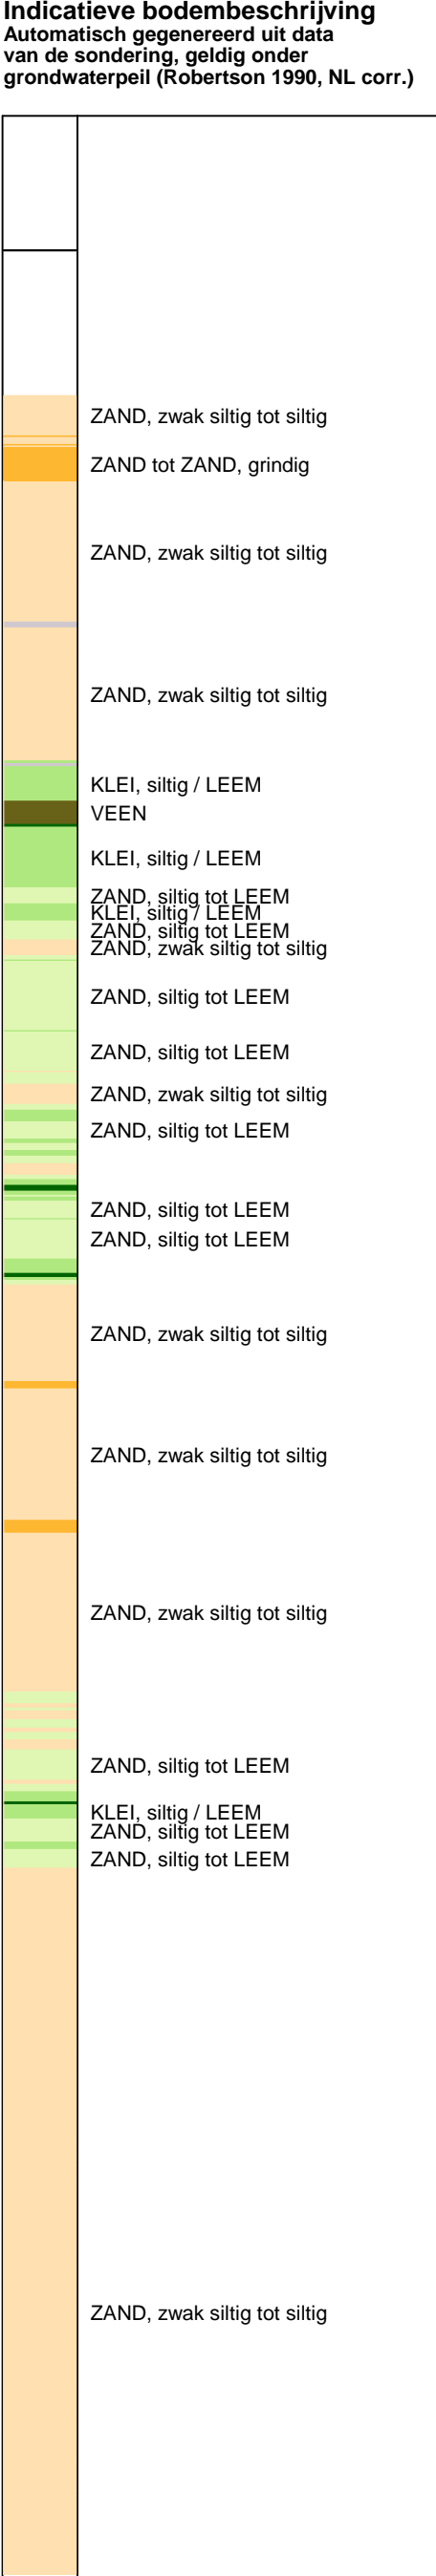 Indicatieve bodembeschrijving
Automatisch gegenereerd uit data
van de sondering, geldig onder
grondwaterpeil (Robertson 1990, NL corr.)
ZAND, zwak siltig tot siltig
ZAND tot ZAND, grindig
ZAND, zwak siltig tot siltig
ZAND, zwak siltig tot siltig
KLEI, siltig / LEEM
VEEN
KLEI, siltig / LEEM
ZAND, siltig tot LEEM
KLEI, siltig / LEEM
ZAND, siltig tot LEEM
ZAND, zwak siltig tot siltig
ZAND, siltig tot LEEM
ZAND, siltig tot LEEM
ZAND, zwak siltig tot siltig
ZAND, siltig tot LEEM
ZAND, siltig tot LEEM
ZAND, siltig tot LEEM
ZAND, zwak siltig tot siltig
ZAND, zwak siltig tot siltig
ZAND, zwak siltig tot siltig
ZAND, siltig tot LEEM
KLEI, siltig / LEEM
ZAND, siltig tot LEEM
ZAND, siltig tot LEEM
ZAND, zwak siltig tot siltig